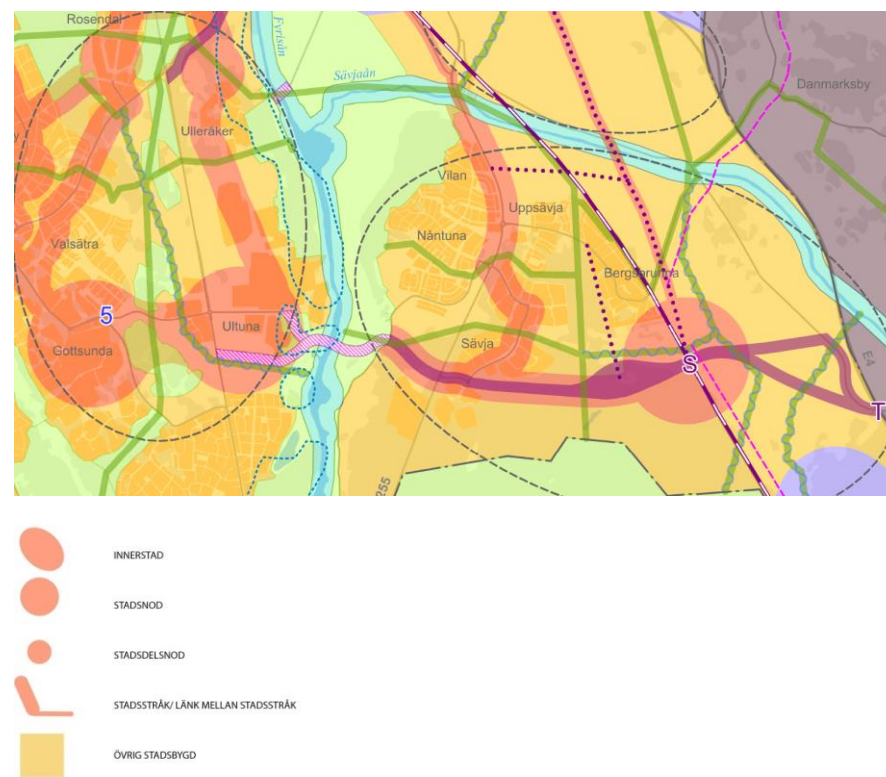 Rosendal
Fyrisån
Sävjaån
Danmarksby
Ulleråker
Vilan
Uppsävja
Valsätra
Nåntuna
Bergsbrunna
5
Ultuna
Gottsunda
Sävja
S
E4
T
255
INNERSTAD
STADSNOD
STADSDELSNOD
STADSSTRÅK/ LÄNK MELLAN STADSSTRÅK
ÖVRIG STADSBYGD